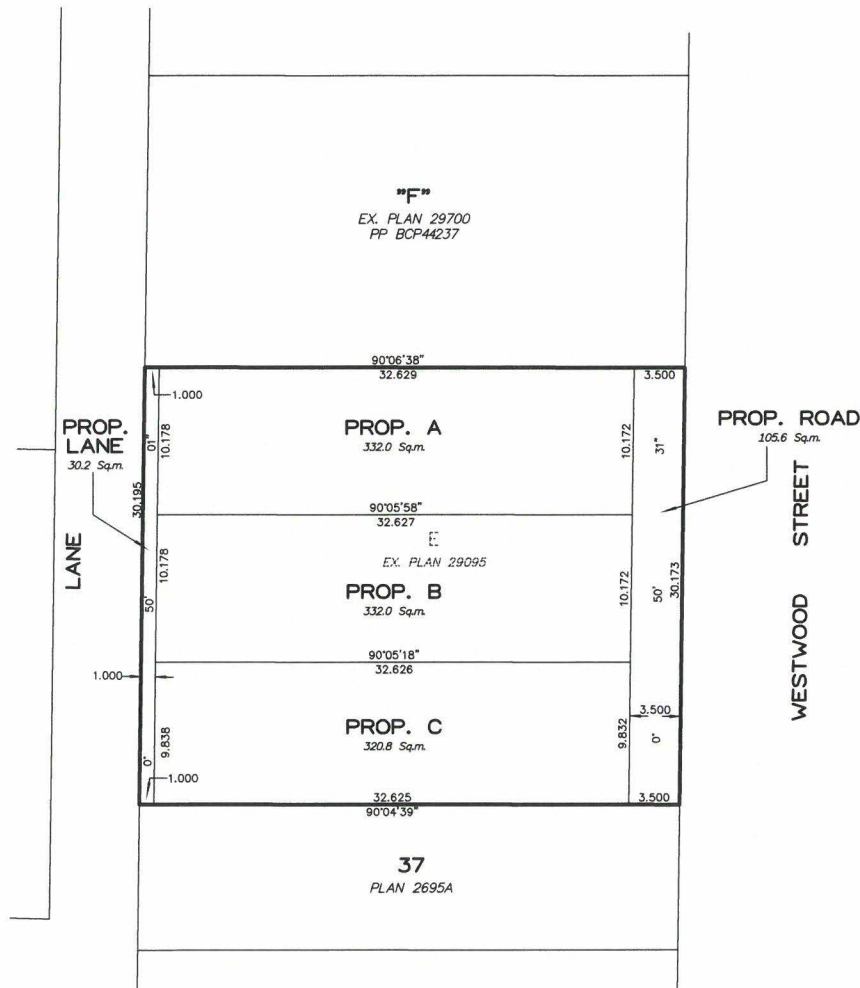 "F"
EX. PLAN 29700
PP BCP44237
90°06'38"
32.629
3.500
1.000
PROP.
LANE
30.2 Sq.m.
01"
10.178
PROP. A
332.0 Sq.m.
10.172
31"
PROP. ROAD
105.6 Sq.m.
30.195
90°05'58"
32.627
E
EX. PLAN 29095
LANE
50'
10.178
PROP. B
332.0 Sq.m.
10.172
50'
30.173
WESTWOOD STREET
90°05'18"
32.626
1.000
3.500
PROP. C
320.8 Sq.m.
0°
9.838
9.832
0°
1.000
32.625
3.500
90°04'39"
37
PLAN 2695A